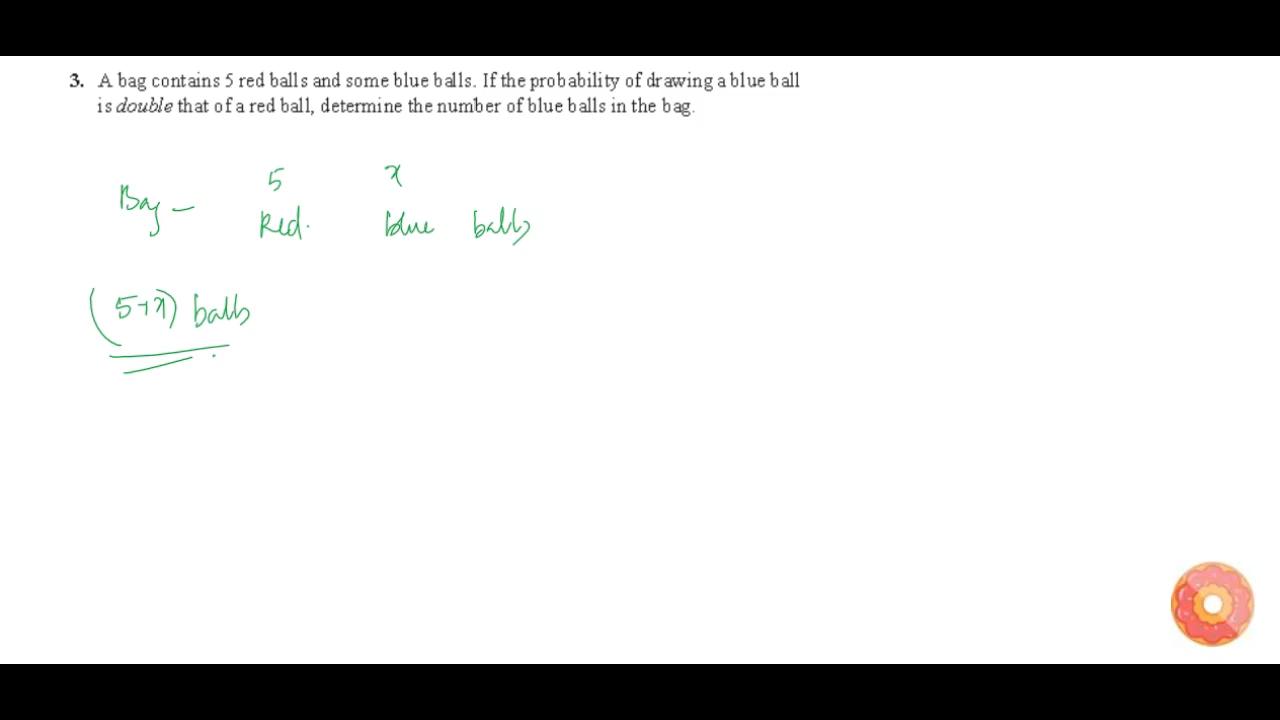 3. A bag contains 5 red balls and some blue balls. If the probability of drawing a blue ball
is double that of a red ball, determine the number of blue balls in the bag.
5 x
Bag - Red. blue balls
(5+x) balls